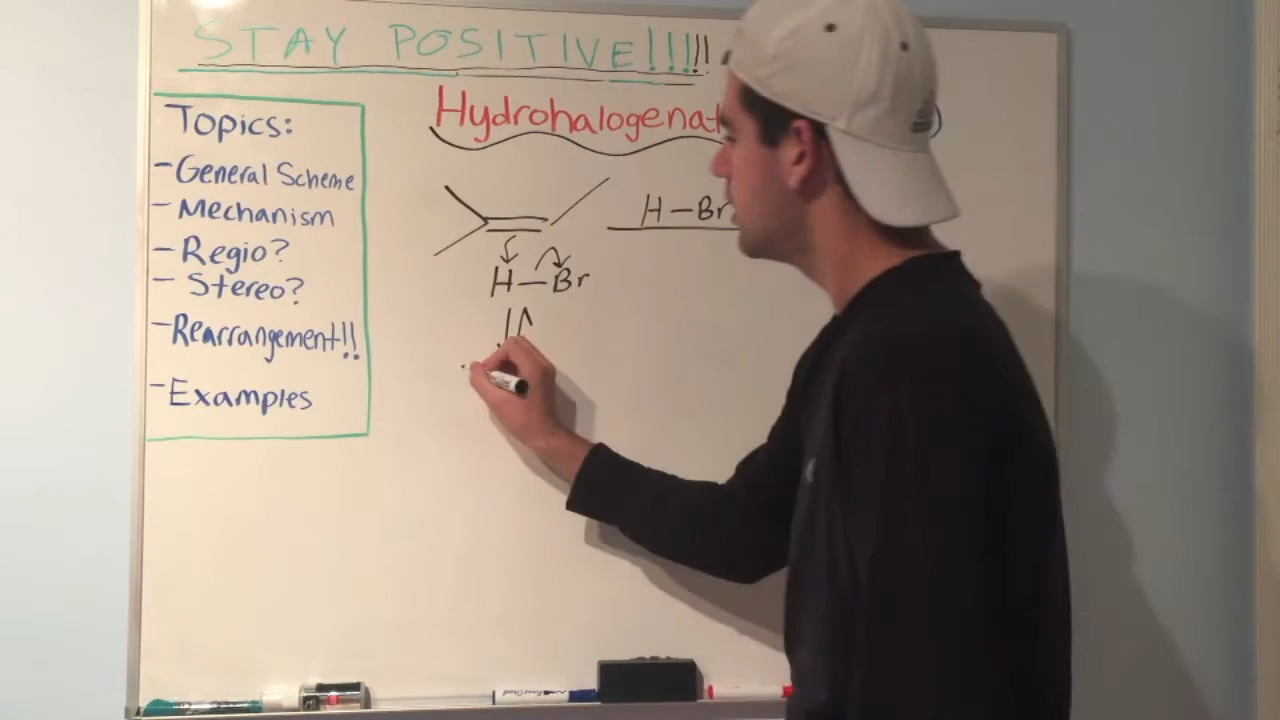 STAY POSITIVE!!!!!!
Hydrohalogenat
Topics:
- General Scheme
- Mechanism
- Regio?
- Stereo?
- Rearrangement!!
- Examples
H-Br
H-Br